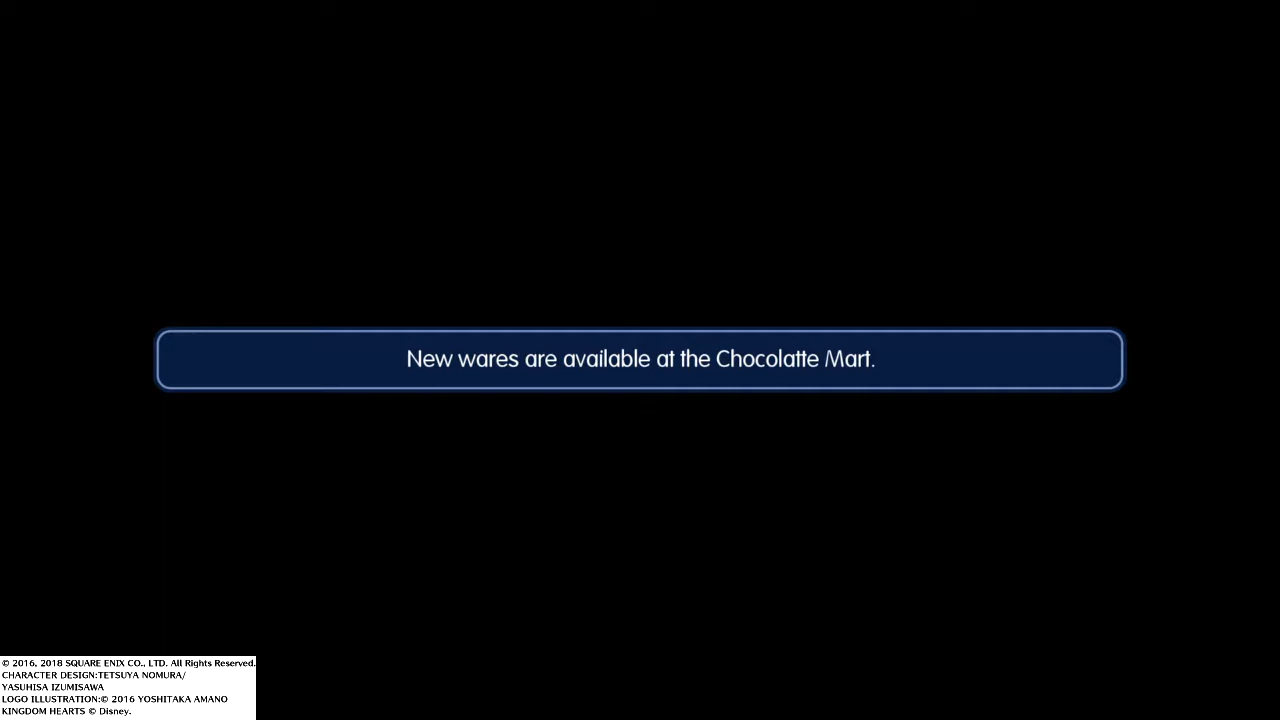 New wares are available at the Chocolatte Mart.
© 2016, 2018 SQUARE ENIX CO., LTD. All Rights Reserved.
CHARACTER DESIGN:TETSUYA NOMURA/
YASUHISA IZUMISAWA
LOGO ILLUSTRATION:© 2016 YOSHITAKA AMANO
KINGDOM HEARTS © Disney.